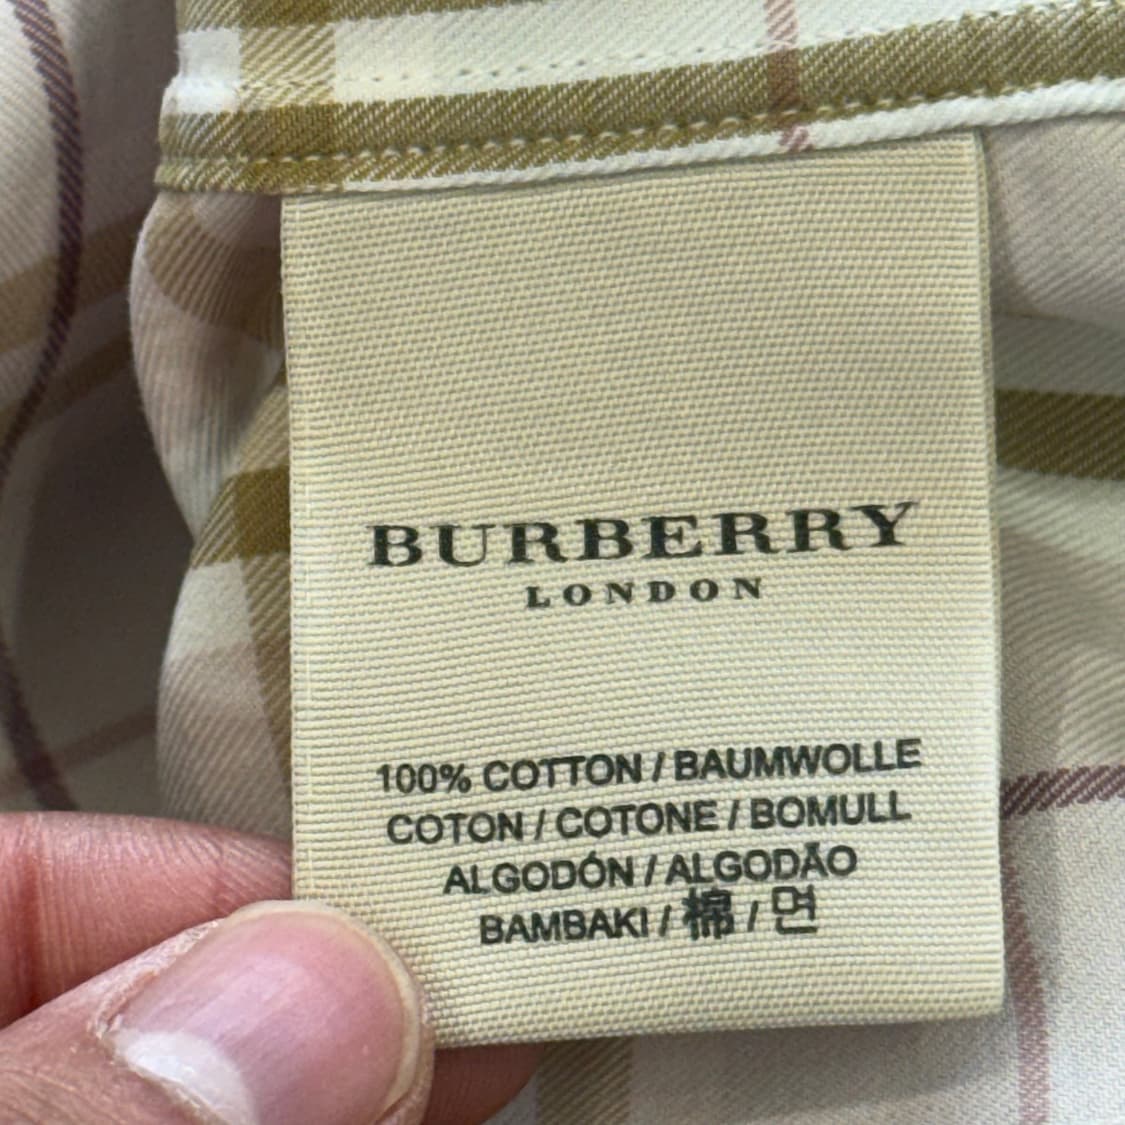 BURBERRY
LONDON
100% COTTON / BAUMWOLLE
COTON / COTONE / BOMULL
ALGODÓN / ALGODÃO
BAMBAKI / 棉 / 면